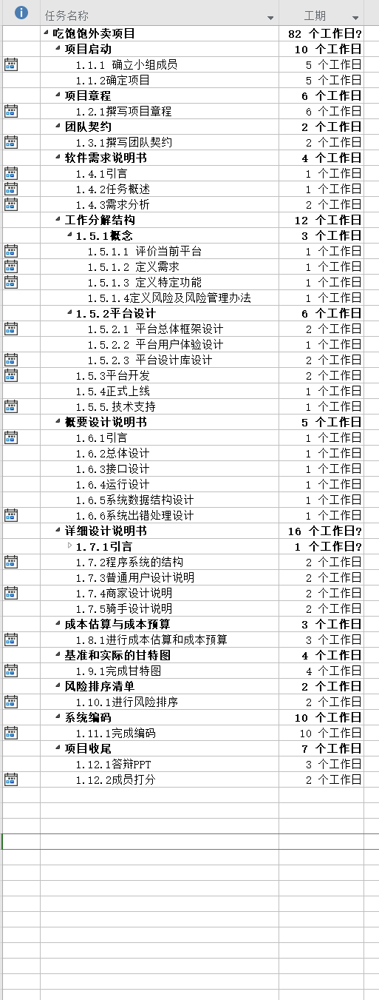 任务名称 工期
吃饱饱外卖项目 82 个工作日?
项目启动 10 个工作日
1.1.1 确立小组成员 5 个工作日
1.1.2确定项目 5 个工作日
项目章程 6 个工作日
1.2.1撰写项目章程 6 个工作日
团队契约 2 个工作日
1.3.1撰写团队契约 2 个工作日
软件需求说明书 4 个工作日
1.4.1引言 1 个工作日
1.4.2任务概述 1 个工作日
1.4.3需求分析 2 个工作日
工作分解结构 12 个工作日
1.5.1概念 3 个工作日
1.5.1.1 评价当前平台 1 个工作日
1.5.1.2 定义需求 1 个工作日
1.5.1.3 定义特定功能 1 个工作日
1.5.1.4定义风险及风险管理办法 1 个工作日
1.5.2平台设计 6 个工作日
1.5.2.1 平台总体框架设计 2 个工作日
1.5.2.2 平台用户体验设计 1 个工作日
1.5.2.3 平台设计库设计 2 个工作日
1.5.3平台开发 2 个工作日
1.5.4正式上线 1 个工作日
1.5.5.技术支持 1 个工作日
概要设计说明书 5 个工作日
1.6.1引言 1 个工作日
1.6.2总体设计 1 个工作日
1.6.3接口设计 1 个工作日
1.6.4运行设计 1 个工作日
1.6.5系统数据结构设计 1 个工作日
1.6.6系统出错处理设计 1 个工作日
详细设计说明书 16 个工作日?
1.7.1引言 1 个工作日?
1.7.2程序系统的结构 2 个工作日
1.7.3普通用户设计说明 2 个工作日
1.7.4商家设计说明 2 个工作日
1.7.5骑手设计说明 2 个工作日
成本估算与成本预算 3 个工作日
1.8.1进行成本估算和成本预算 3 个工作日
基准和实际的甘特图 4 个工作日
1.9.1完成甘特图 4 个工作日
风险排序清单 2 个工作日
1.10.1进行风险排序 2 个工作日
系统编码 10 个工作日
1.11.1完成编码 10 个工作日
项目收尾 7 个工作日
1.12.1答辩PPT 3 个工作日
1.12.2成员打分 2 个工作日